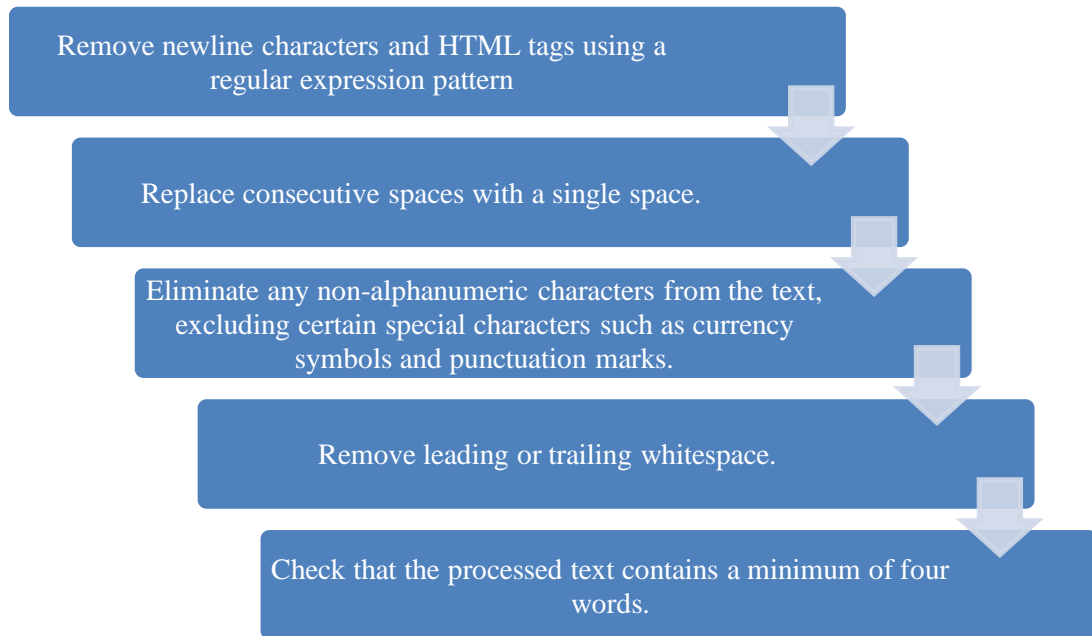 Remove newline characters and HTML tags using a
regular expression pattern
Replace consecutive spaces with a single space.
Eliminate any non-alphanumeric characters from the text,
excluding certain special characters such as currency
symbols and punctuation marks.
Remove leading or trailing whitespace.
Check that the processed text contains a minimum of four
words.